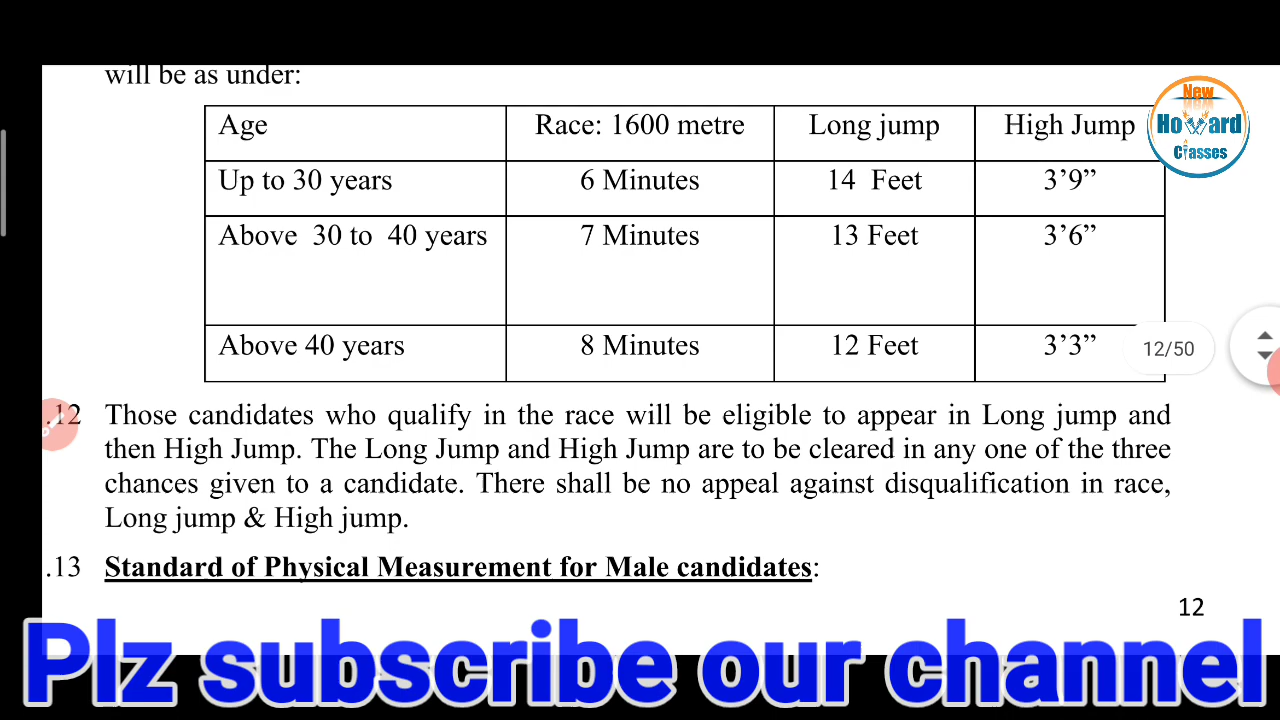 will be as under:
Age Race: 1600 metre Long jump High Jump
Up to 30 years 6 Minutes 14 Feet 3’9”
Above 30 to 40 years 7 Minutes 13 Feet 3’6”
Above 40 years 8 Minutes 12 Feet 3’3”
New
Howard
Classes
12/50
.12 Those candidates who qualify in the race will be eligible to appear in Long jump and
then High Jump. The Long Jump and High Jump are to be cleared in any one of the three
chances given to a candidate. There shall be no appeal against disqualification in race,
Long jump & High jump.
.13 Standard of Physical Measurement for Male candidates:
12
Plz subscribe our channel